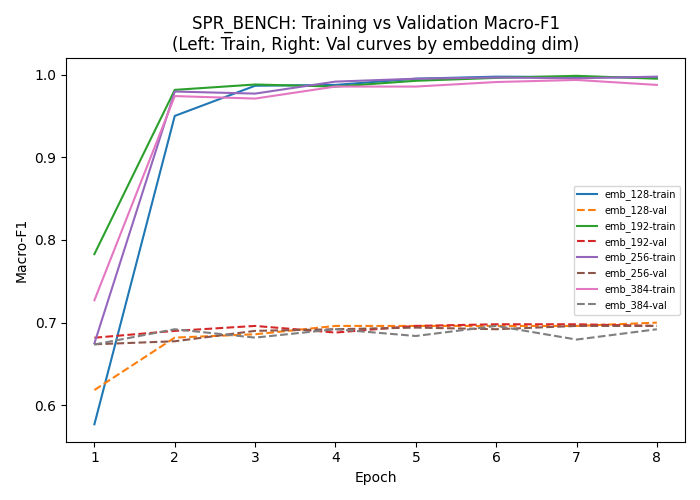 SPR_BENCH: Training vs Validation Macro-F1
(Left: Train, Right: Val curves by embedding dim)
Macro-F1
1.0
0.9
0.8
0.7
0.6
emb_128-train
emb_128-val
emb_192-train
emb_192-val
emb_256-train
emb_256-val
emb_384-train
emb_384-val
1 2 3 4 5 6 7 8
Epoch